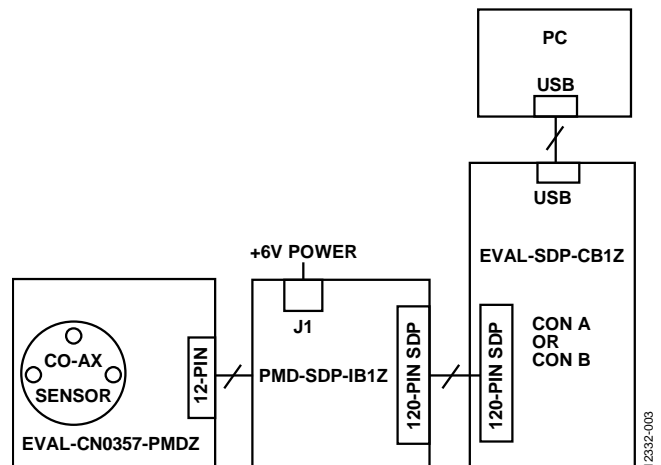 PC
USB
USB
EVAL-SDP-CB1Z
+6V POWER
J1
CO-AX
SENSOR
12-PIN
PMD-SDP-IB1Z
120-PIN SDP
120-PIN SDP
CON A
OR
CON B
EVAL-CN0357-PMDZ
12332-003